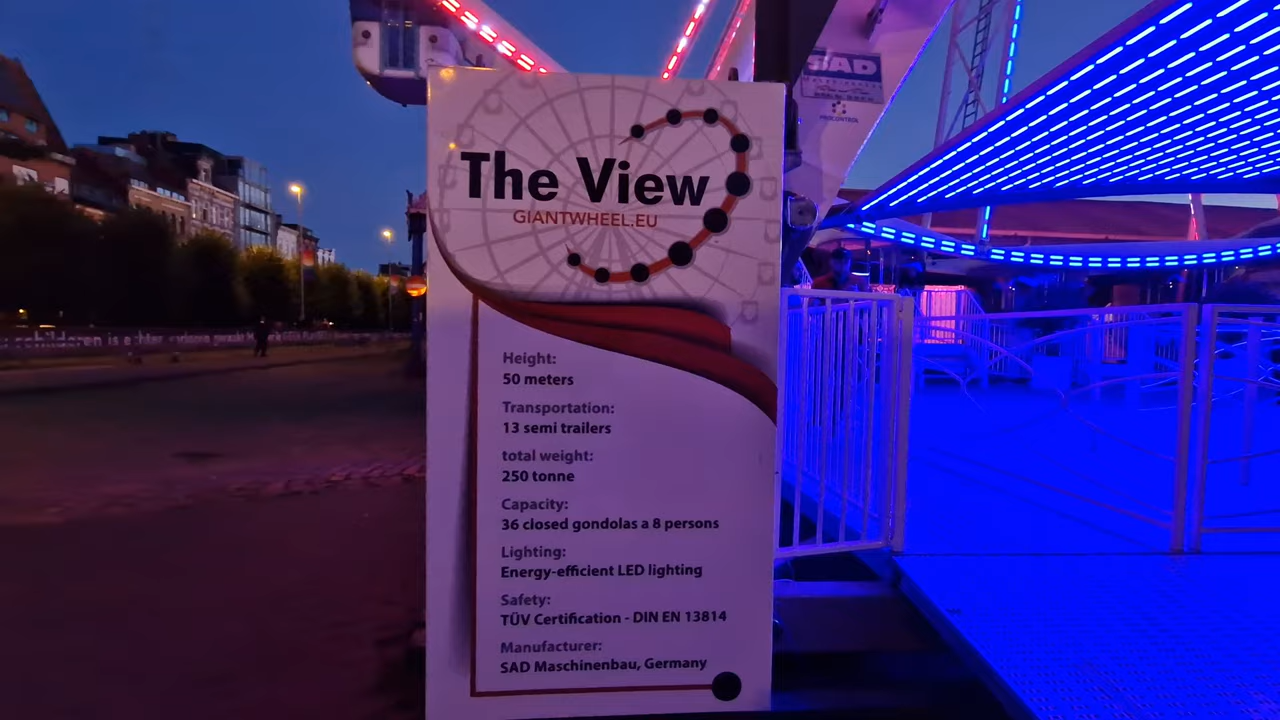 SAD
PROCONTROL
The View
GIANTWHEEL.EU
Height:
50 meters
Transportation:
13 semi trailers
total weight:
250 tonne
Capacity:
36 closed gondolas a 8 persons
Lighting:
Energy-efficient LED lighting
Safety:
TÜV Certification - DIN EN 13814
Manufacturer:
SAD Maschinenbau, Germany